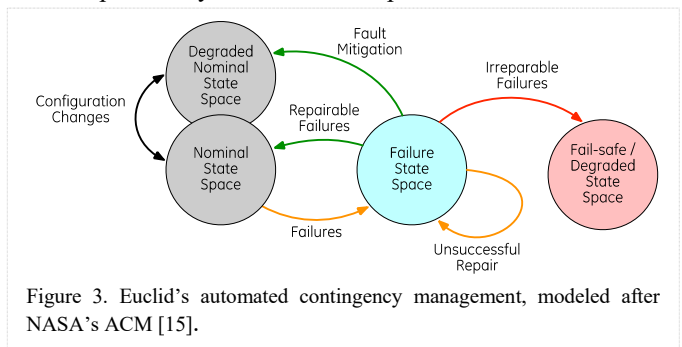 Degraded
Nominal
State
Space
Fault
Mitigation
Irreparable
Failures
Configuration
Changes
Repairable
Failures
Nominal
State
Space
Failure
State
Space
Fail-safe /
Degraded
State
Space
Failures
Unsuccessful
Repair
Figure 3. Euclid's automated contingency management, modeled after
NASA's ACM [15].